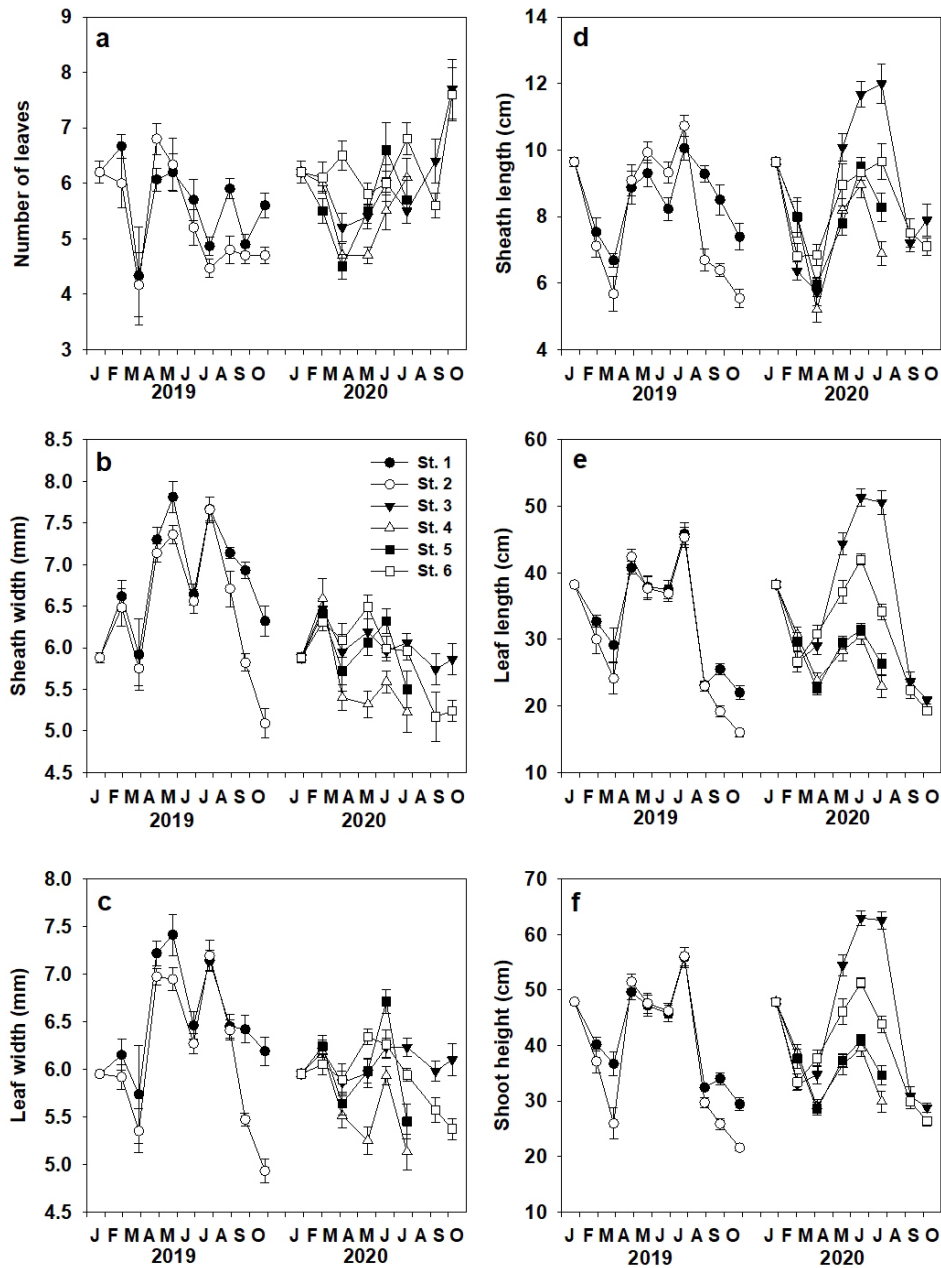 a
Number of leaves
9
8
7
6
5
4
3
J F M A M J J A S O J F M A M J J A S O
2019 2020
d
Sheath length (cm)
14
12
10
8
6
4
J F M A M J J A S O J F M A M J J A S O
2019 2020
b
Sheath width (mm)
8.5
8.0
7.5
7.0
6.5
6.0
5.5
5.0
4.5
St. 1
St. 2
St. 3
St. 4
St. 5
St. 6
J F M A M J J A S O J F M A M J J A S O
2019 2020
e
Leaf length (cm)
60
50
40
30
20
10
J F M A M J J A S O J F M A M J J A S O
2019 2020
c
Leaf width (mm)
8.0
7.5
7.0
6.5
6.0
5.5
5.0
4.5
J F M A M J J A S O J F M A M J J A S O
2019 2020
f
Shoot height (cm)
70
60
50
40
30
20
10
J F M A M J J A S O J F M A M J J A S O
2019 2020